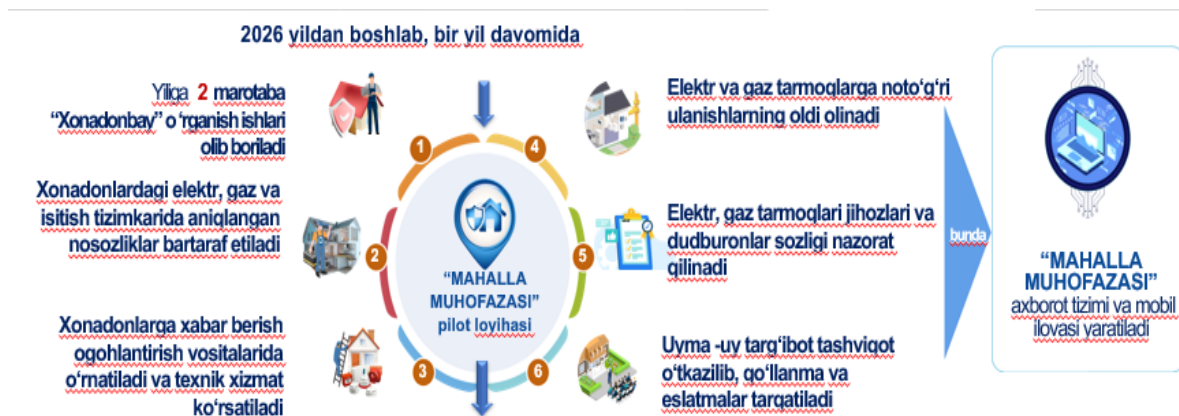 2026 yildan boshlab, bir yil davomida
Yiliga 2 marotaba
“Xonadonbay” o ‘rganish ishlari
olib boriladi
Xonadonlardagi elektr, gaz va
isitish tizimkarida aniqlangan
nosozliklar bartaraf etiladi
Xonadonlarga xabar berish
ogohlantirish vositalarida
o‘rnatiladi va texnik xizmat
ko‘rsatiladi
1
2
3
4
5
6
“MAHALLA
MUHOFAZASI”
pilot loyihasi
Elektr va gaz tarmoqlarga noto‘g‘ri
ulanishlarning oldi olinadi
Elektr, gaz tarmoqlari jihozlari va
dudburonlar sozligi nazorat
qilinadi
Uyma -uy targ‘ibot tashviqot
o‘tkazilib, qo‘llanma va
eslatmalar tarqatiladi
bunda
“MAHALLA
MUHOFAZASI”
axborot tizimi va mobil
ilovasi yaratiladi